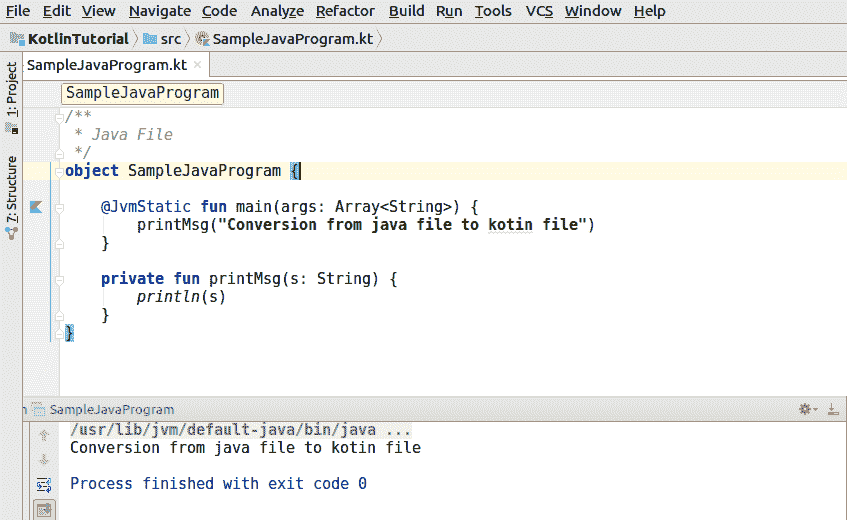 File Edit View Navigate Code Analyze Refactor Build Run Tools VCS Window Help
KotlinTutorial src SampleJavaProgram.kt
SampleJavaProgram.kt
1: Project
7: Structure
SampleJavaProgram
/**
* Java File
*/
object SampleJavaProgram {
@JvmStatic fun main(args: Array<String>) {
printMsg("Conversion from java file to kotin file")
}
private fun printMsg(s: String) {
println(s)
}
}
SampleJavaProgram
/usr/lib/jvm/default-java/bin/java ...
Conversion from java file to kotin file
Process finished with exit code 0